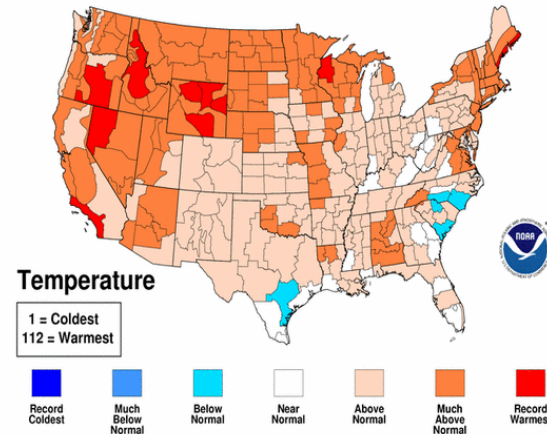 NOAA
Temperature
1 = Coldest
112 = Warmest
Record
Coldest
Much
Below
Normal
Below
Normal
Near
Normal
Above
Normal
Much
Above
Normal
Record
Warmest